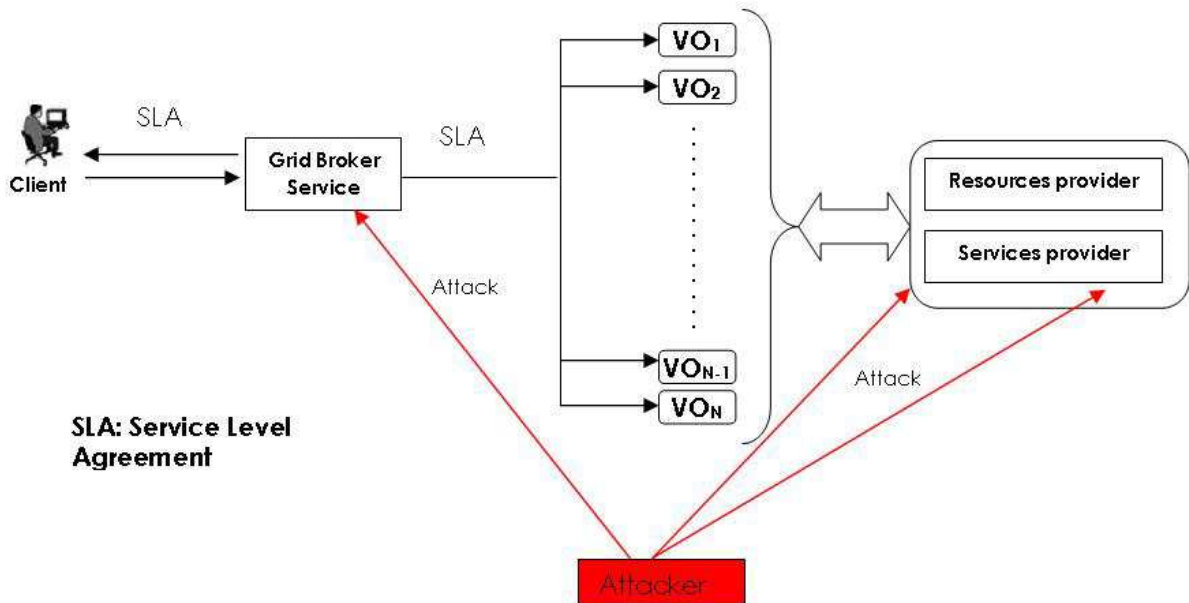 VO1
VO2
SLA
SLA
Client
Grid Broker
Service
Resources provider
Services provider
Attack
VON-1
Attack
VON
SLA: Service Level
Agreement
Attacker